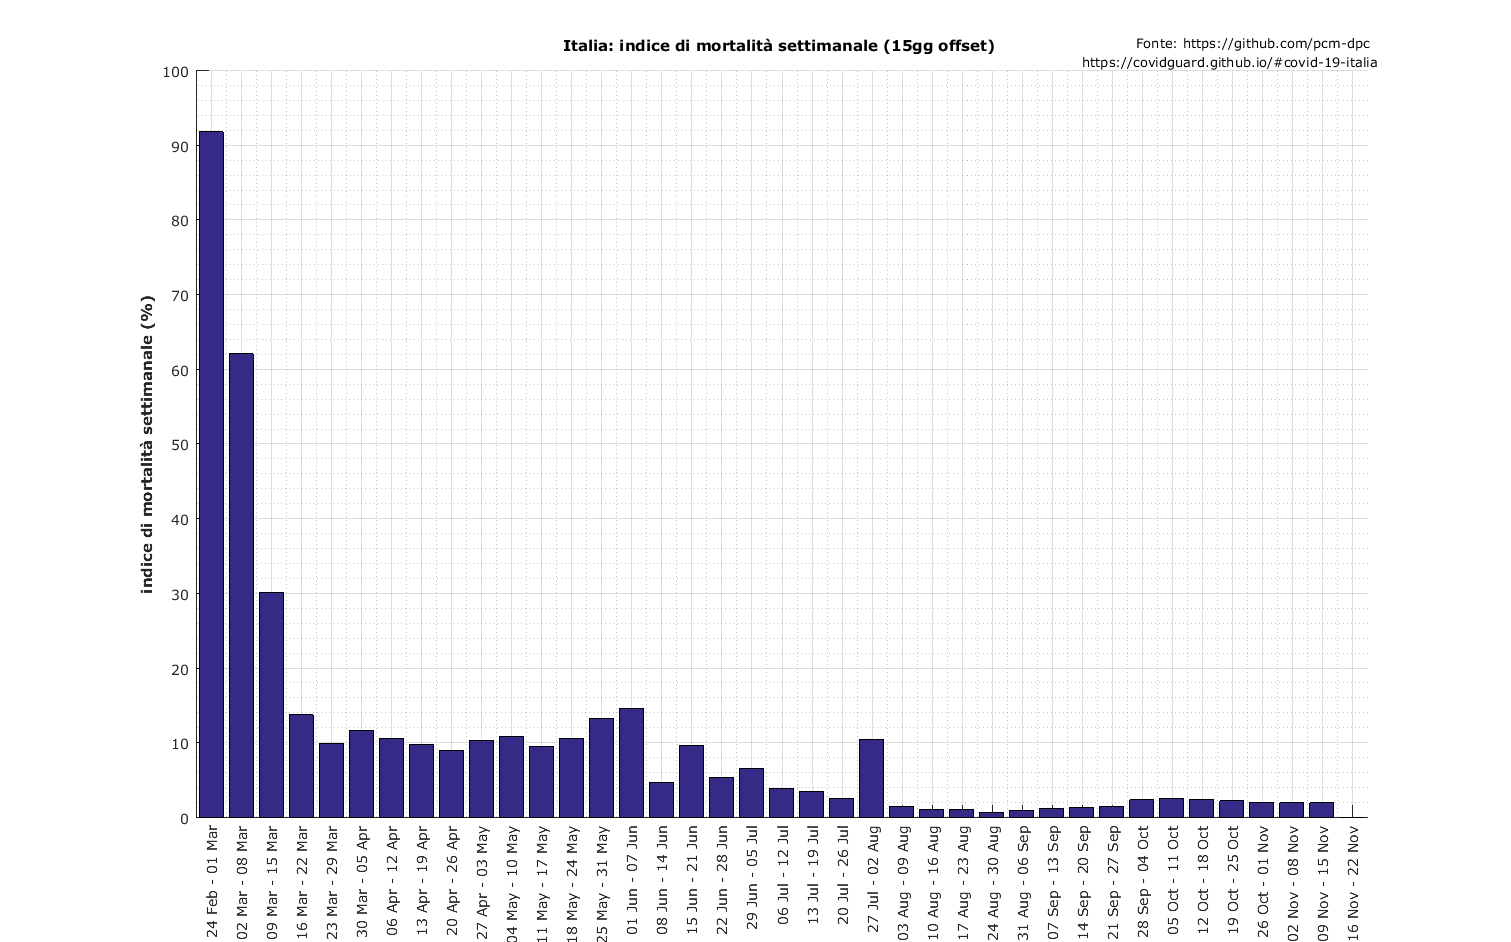 Italia: indice di mortalità settimanale (15gg offset)
Fonte: https://github.com/pcm-dpc
https://covidguard.github.io/#covid-19-italia
indice di mortalità settimanale (%)
100
90
80
70
60
50
40
30
20
10
0
24 Feb - 01 Mar
02 Mar - 08 Mar
09 Mar - 15 Mar
16 Mar - 22 Mar
23 Mar - 29 Mar
30 Mar - 05 Apr
06 Apr - 12 Apr
13 Apr - 19 Apr
20 Apr - 26 Apr
27 Apr - 03 May
04 May - 10 May
11 May - 17 May
18 May - 24 May
25 May - 31 May
01 Jun - 07 Jun
08 Jun - 14 Jun
15 Jun - 21 Jun
22 Jun - 28 Jun
29 Jun - 05 Jul
06 Jul - 12 Jul
13 Jul - 19 Jul
20 Jul - 26 Jul
27 Jul - 02 Aug
03 Aug - 09 Aug
10 Aug - 16 Aug
17 Aug - 23 Aug
24 Aug - 30 Aug
31 Aug - 06 Sep
07 Sep - 13 Sep
14 Sep - 20 Sep
21 Sep - 27 Sep
28 Sep - 04 Oct
05 Oct - 11 Oct
12 Oct - 18 Oct
19 Oct - 25 Oct
26 Oct - 01 Nov
02 Nov - 08 Nov
09 Nov - 15 Nov
16 Nov - 22 Nov